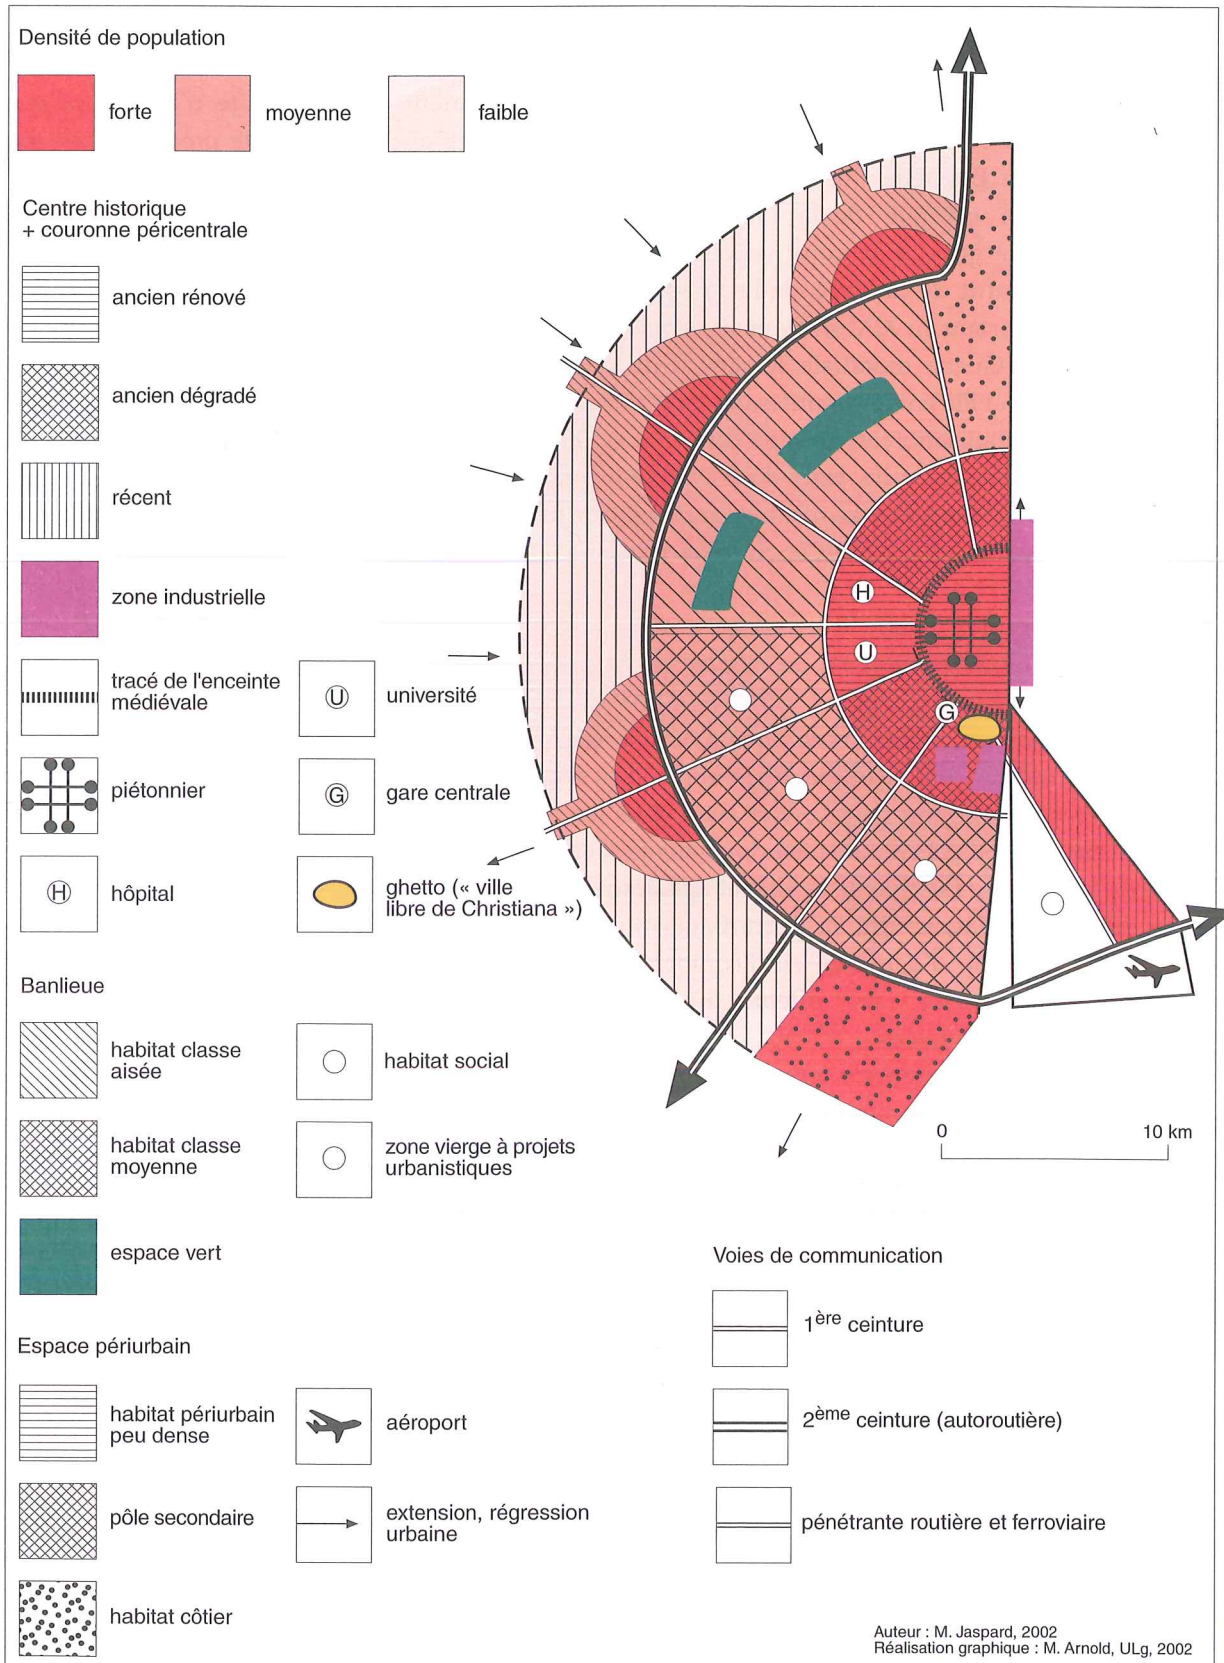 Densité de population
forte
moyenne
faible
Centre historique
+ couronne péricentrale
ancien rénové
ancien dégradé
récent
zone industrielle
tracé de l'enceinte
médiévale
U
université
piétonnier
G
gare centrale
H
hôpital
ghetto (« ville
libre de Christiana »)
Banlieue
habitat classe
aisée
habitat social
habitat classe
moyenne
zone vierge à projets
urbanistiques
espace vert
Espace périurbain
habitat périurbain
peu dense
aéroport
pôle secondaire
extension, régression
urbaine
habitat côtier
H
U
G
0 10 km
Voies de communication
1ère ceinture
2ème ceinture (autoroutière)
pénétrante routière et ferroviaire
Auteur : M. Jaspard, 2002
Réalisation graphique : M. Arnold, ULg, 2002